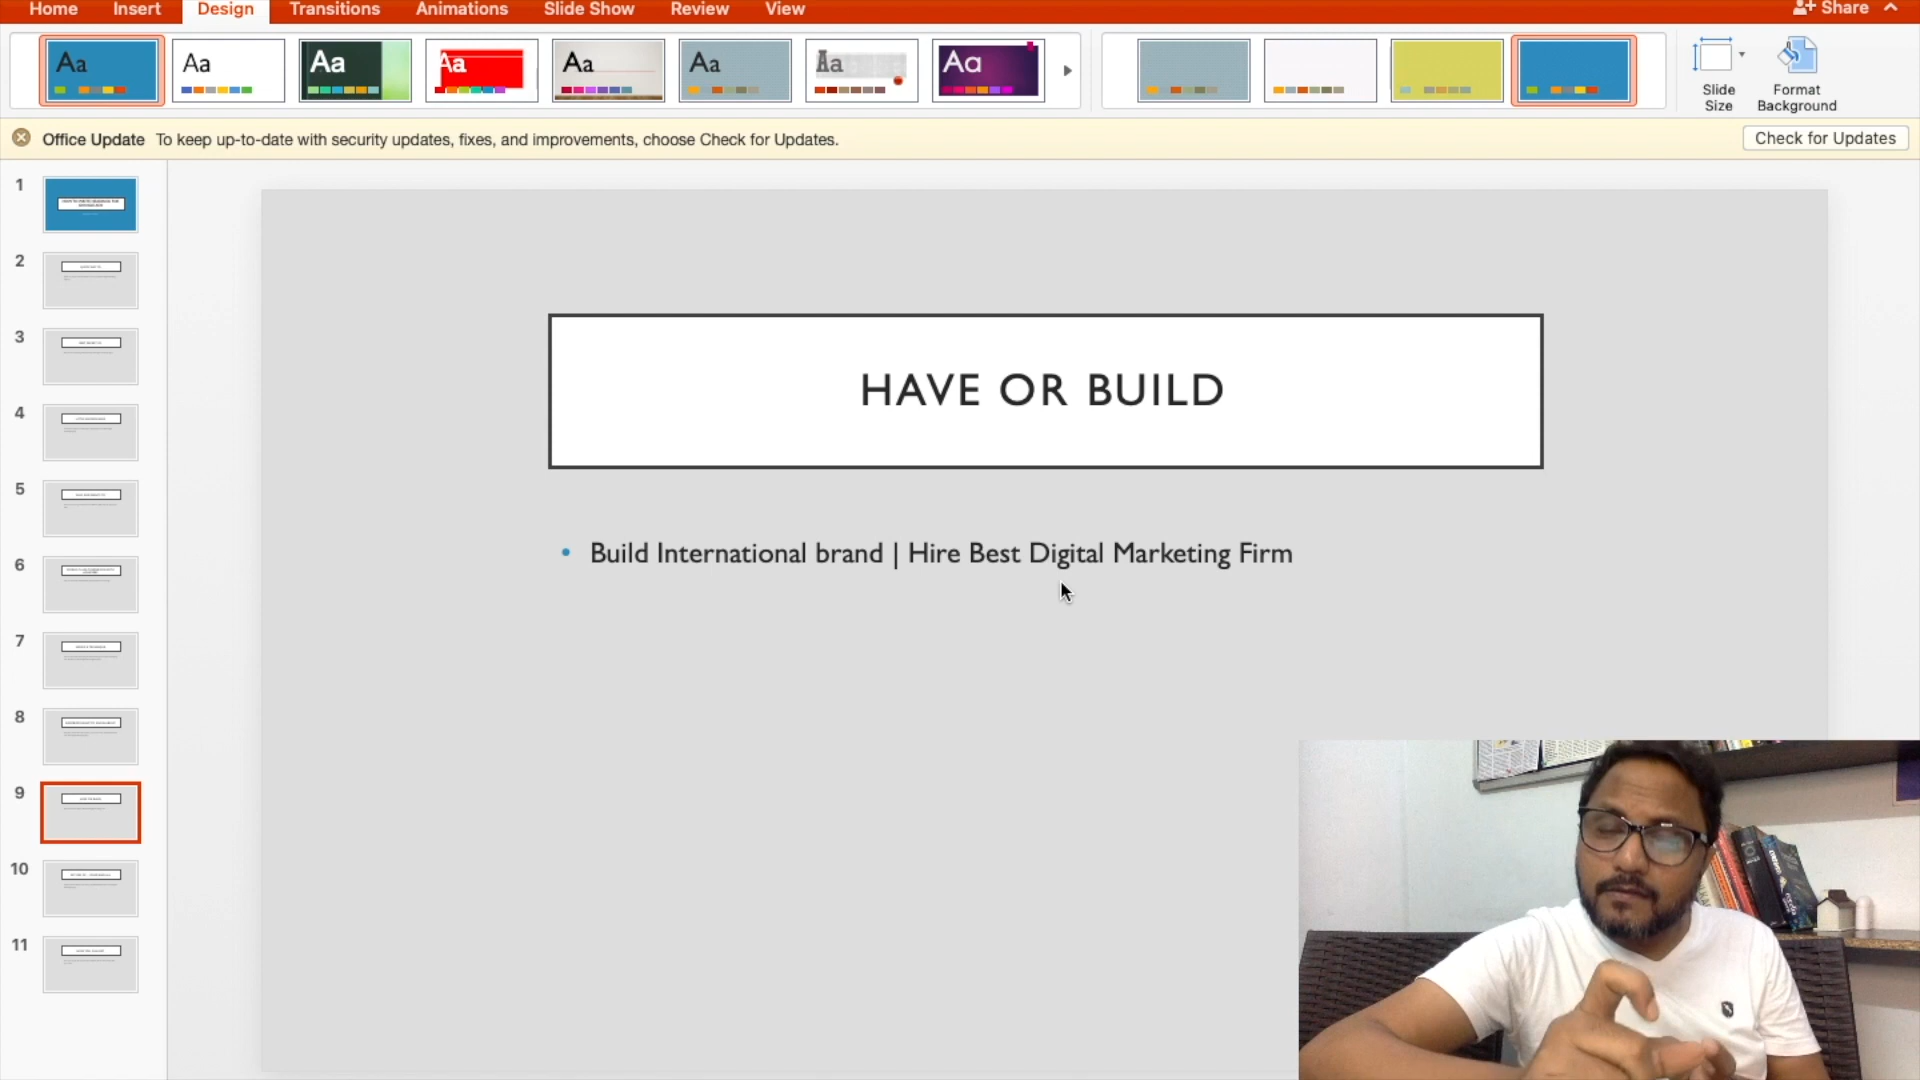 Home Insert Design Transitions Animations Slide Show Review View Share
Aa Aa Aa Aa Aa Aa Aa Aa
Slide Size
Format Background
Office Update To keep up-to-date with security updates, fixes, and improvements, choose Check for Updates.
Check for Updates
1
2
3
4
5
6
7
8
9
10
11
HAVE OR BUILD
• Build International brand | Hire Best Digital Marketing Firm